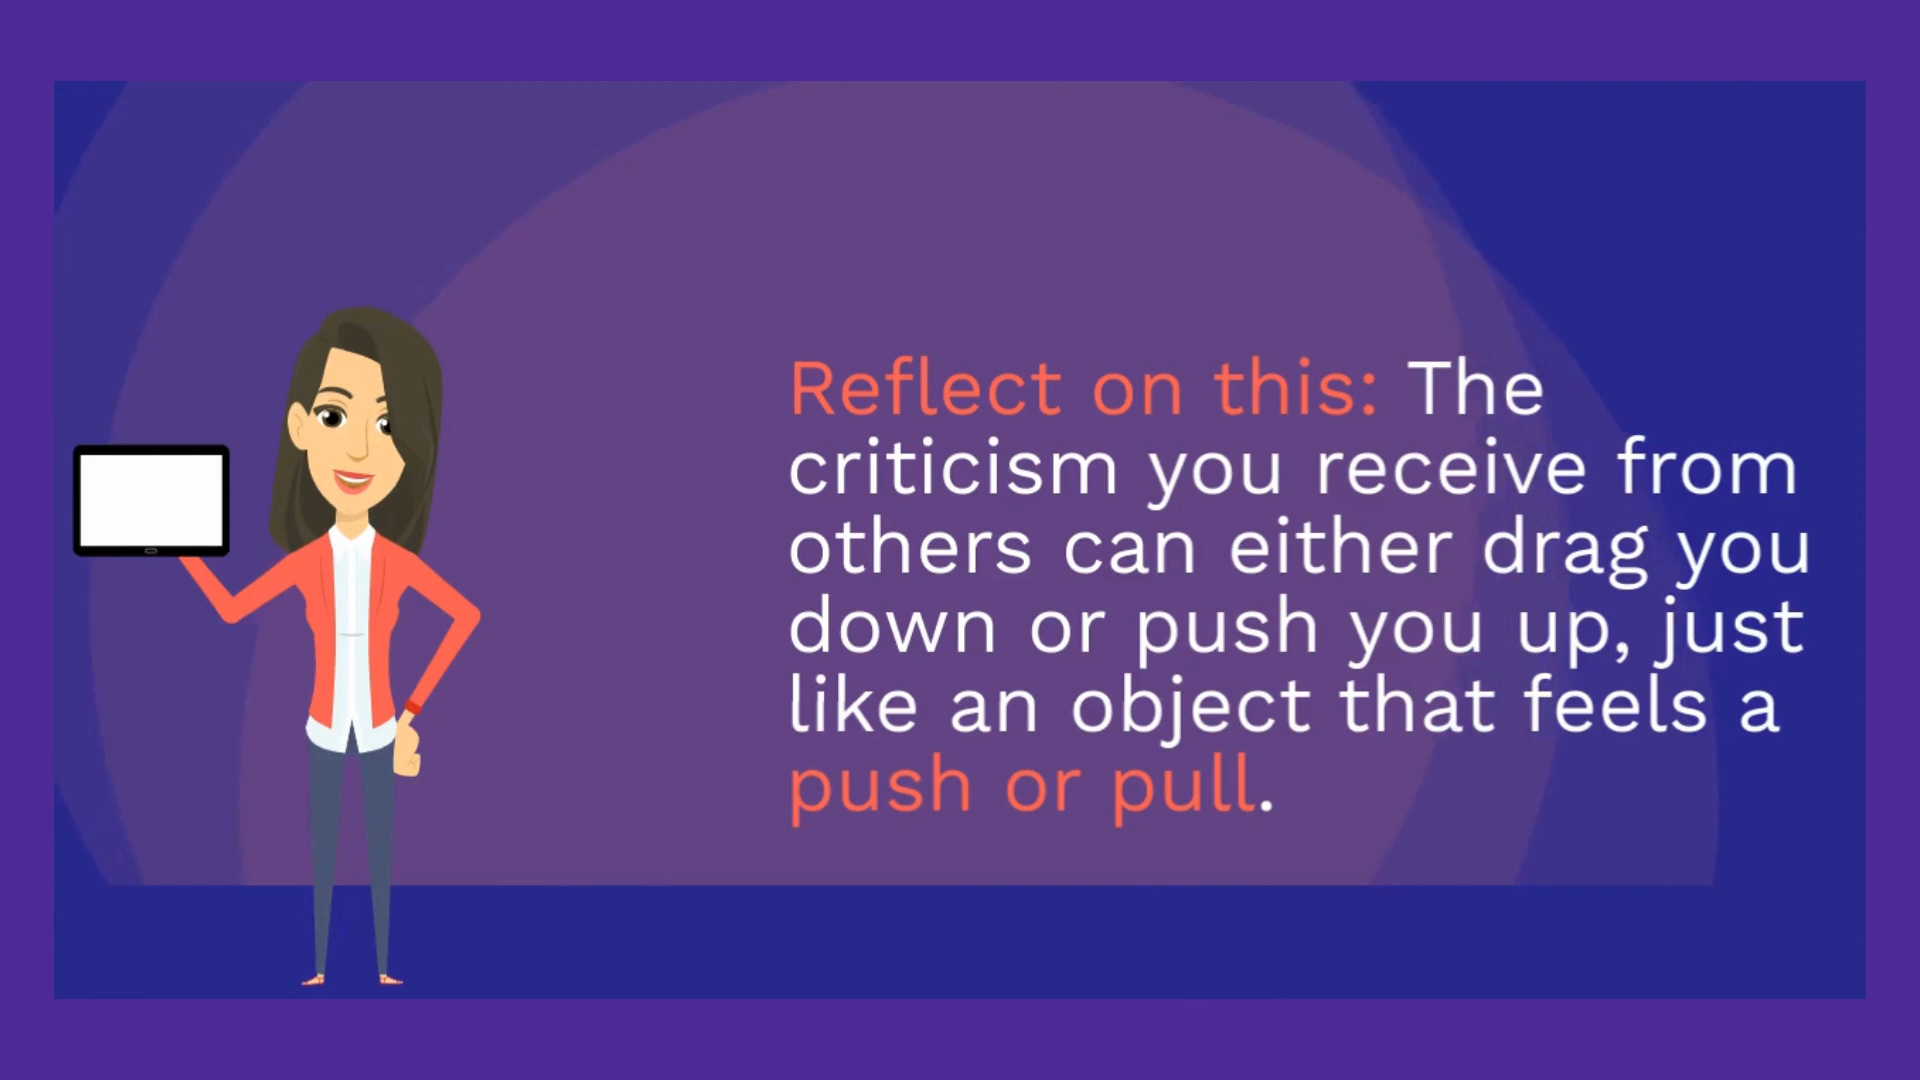 Reflect on this: The
criticism you receive from
others can either drag you
down or push you up, just
like an object that feels a
push or pull.